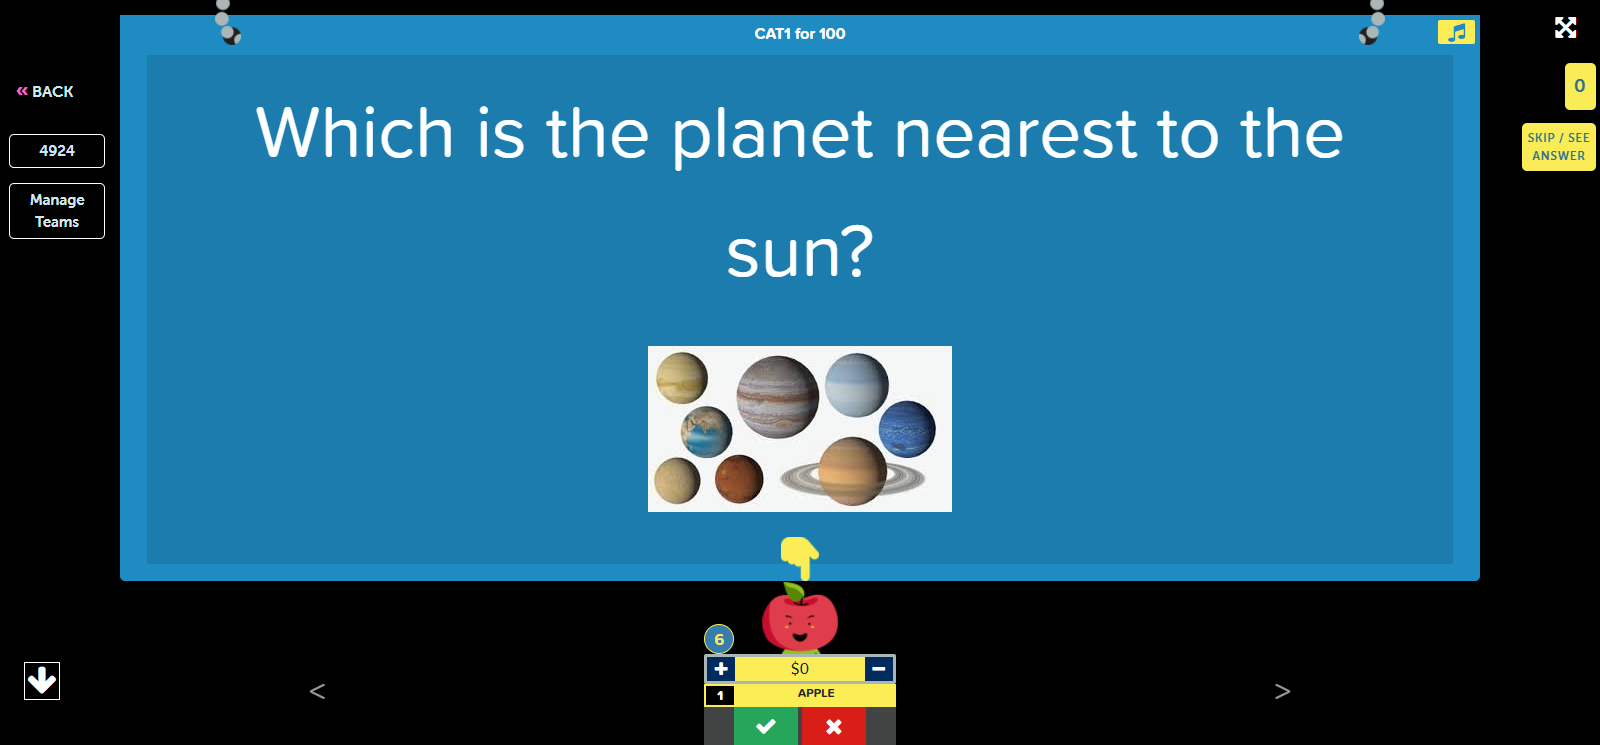 CAT1 for 100
« BACK
0
4924
SKIP / SEE
ANSWER
Manage
Teams
Which is the planet nearest to the
sun?
6
+ $0 −
1 APPLE
< >